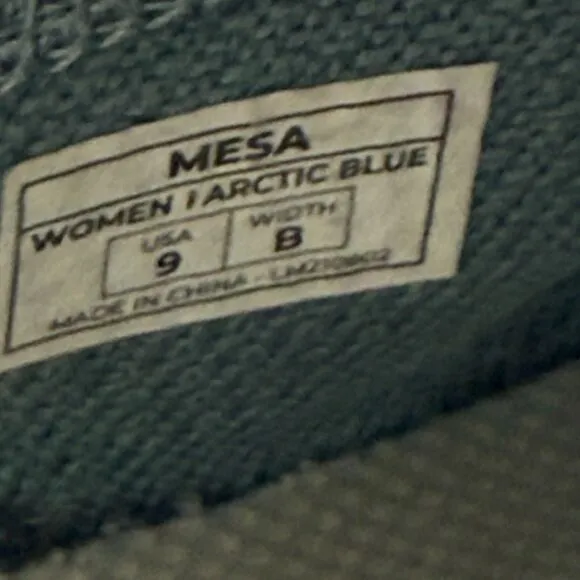 MESA
WOMEN | ARCTIC BLUE
USA WIDTH
9 B
MADE IN CHINA -